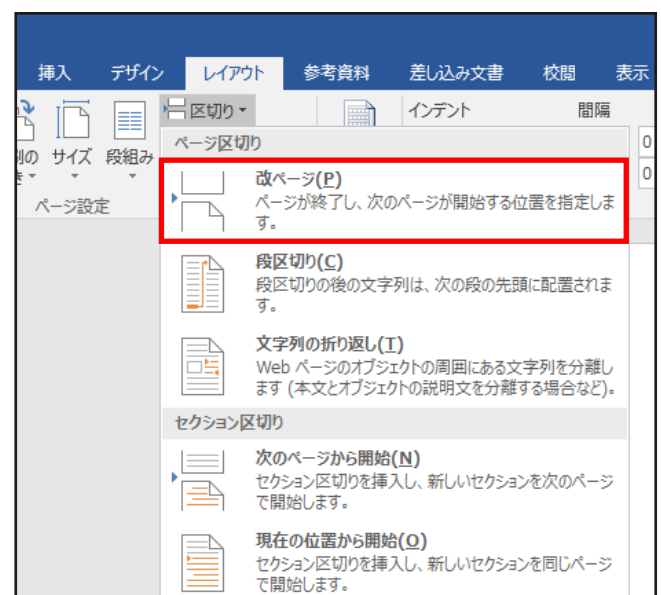 挿入 デザイン レイアウト 参考資料 差し込み文書 校閲 表示
区切り インデント 間隔
ページ区切り
サイズ 段組み
ページ設定
改ページ(P)
ページが終了し、次のページが開始する位置を指定しま
す。
段区切り(C)
段区切りの後の文字列は、次の段の先頭に配置されま
す。
文字列の折り返し(T)
Web ページのオブジェクトの周囲にある文字列を分離し
ます (本文とオブジェクトの説明文を分離する場合など)。
セクション区切り
次のページから開始(N)
セクション区切りを挿入し、新しいセクションを次のページ
で開始します。
現在の位置から開始(O)
セクション区切りを挿入し、新しいセクションを同じページ
で開始します。